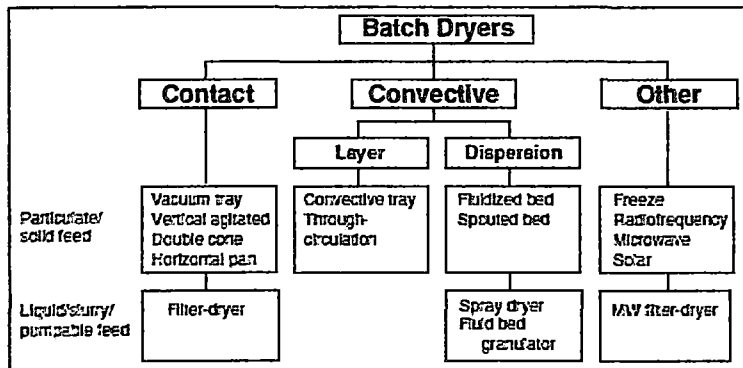 Batch Dryers
Contact
Convective
Other
Layer
Dispersion
Particulate/
solid feed
Vacuum tray
Vertical agitated
Double cone
Horizontal pan
Convective tray
Through-
circulation
Fluidized bed
Spouted bed
Freeze
Radiofrequency
Microwave
Solar
Liquid/slurry/
pumpable feed
Filter-dryer
Spray dryer
Fluid bed
granulator
MW filter-dryer